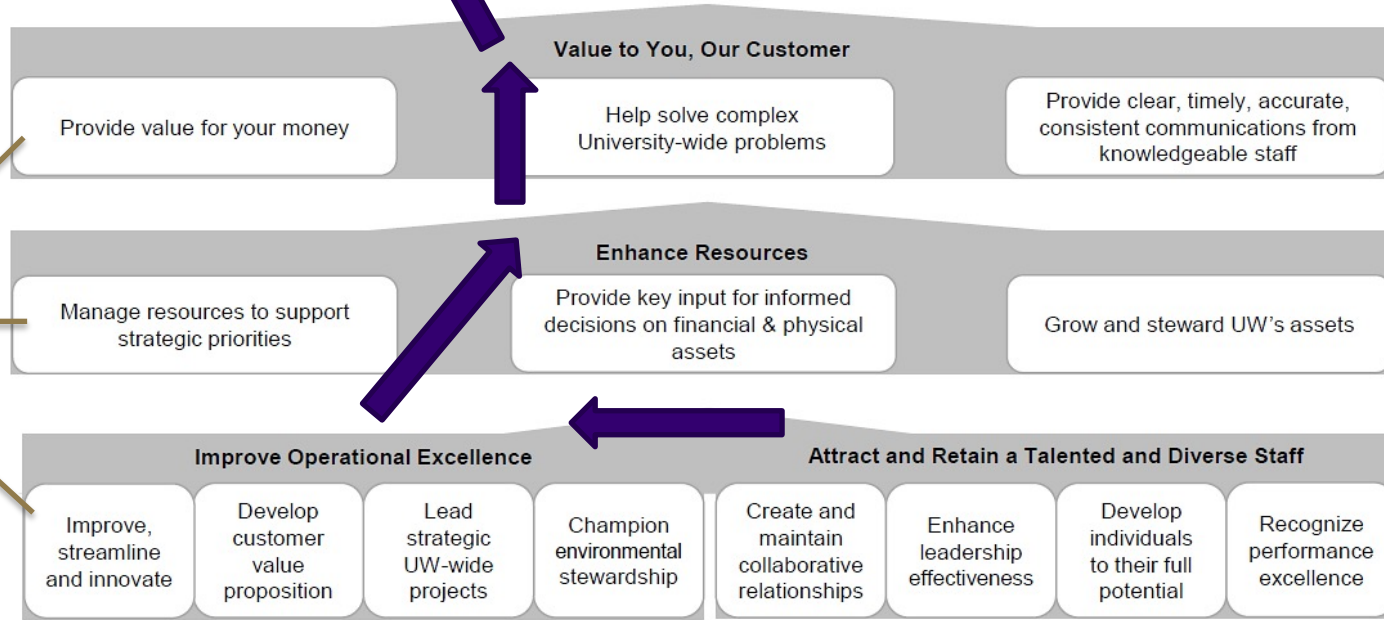 Value to You, Our Customer
Provide value for your money
Help solve complex
University-wide problems
Provide clear, timely, accurate,
consistent communications from
knowledgeable staff
Enhance Resources
Manage resources to support
strategic priorities
Provide key input for informed
decisions on financial & physical
assets
Grow and steward UW's assets
Improve Operational Excellence
Improve,
streamline
and innovate
Develop
customer
value
proposition
Lead
strategic
UW-wide
projects
Champion
environmental
stewardship
Attract and Retain a Talented and Diverse Staff
Create and
maintain
collaborative
relationships
Enhance
leadership
effectiveness
Develop
individuals
to their full
potential
Recognize
performance
excellence